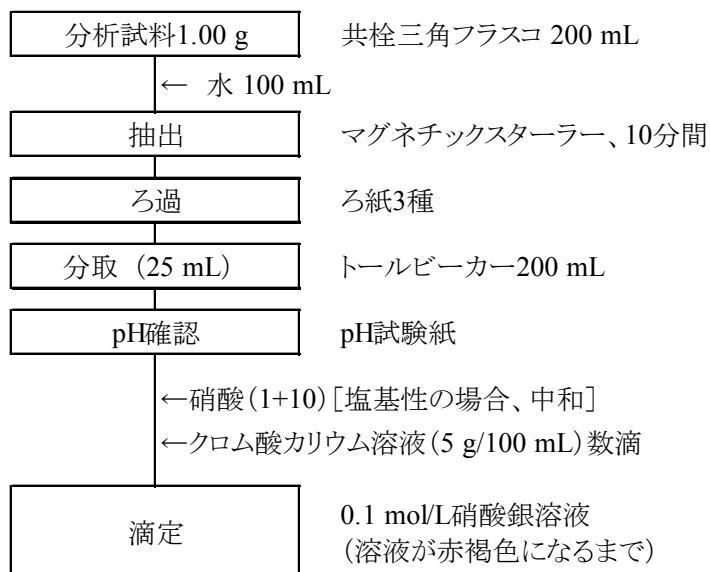 分析試料1.00 g 共栓三角フラスコ 200 mL
← 水 100 mL
抽出 マグネチックスターラー、10分間
ろ過 ろ紙3種
分取 （25 mL） トールビーカー200 mL
pH確認 pH試験紙
←硝酸（1+10）［塩基性の場合、中和］
←クロム酸カリウム溶液（5 g/100 mL）数滴
滴定 0.1 mol/L硝酸銀溶液
（溶液が赤褐色になるまで）